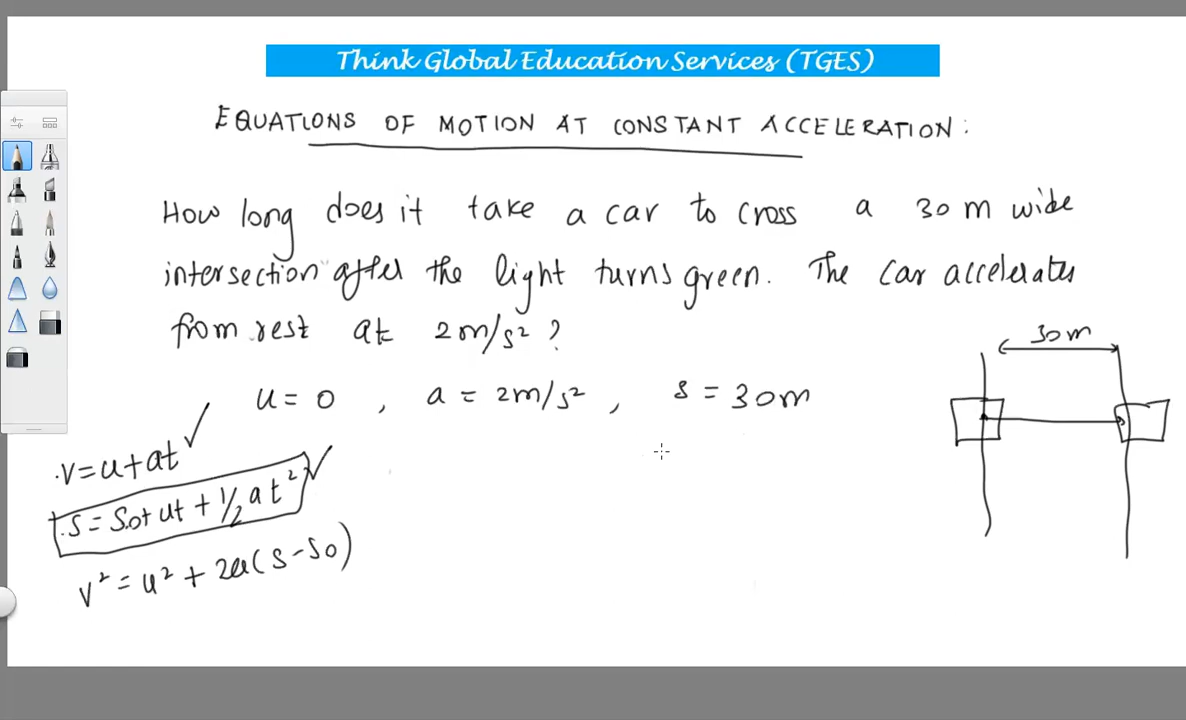 Think Global Education Services (TGES)
EQUATIONS OF MOTION AT CONSTANT ACCELERATION:
How long does it take a car to cross a 30 m wide
intersection after the light turns green. The car accelerates
from rest at 2m/s² ?
30m
u = 0 , a = 2m/s² , s = 30m
v = u + at
s = s₀ + ut + 1/2 at²
v² = u² + 2a(s - s₀)